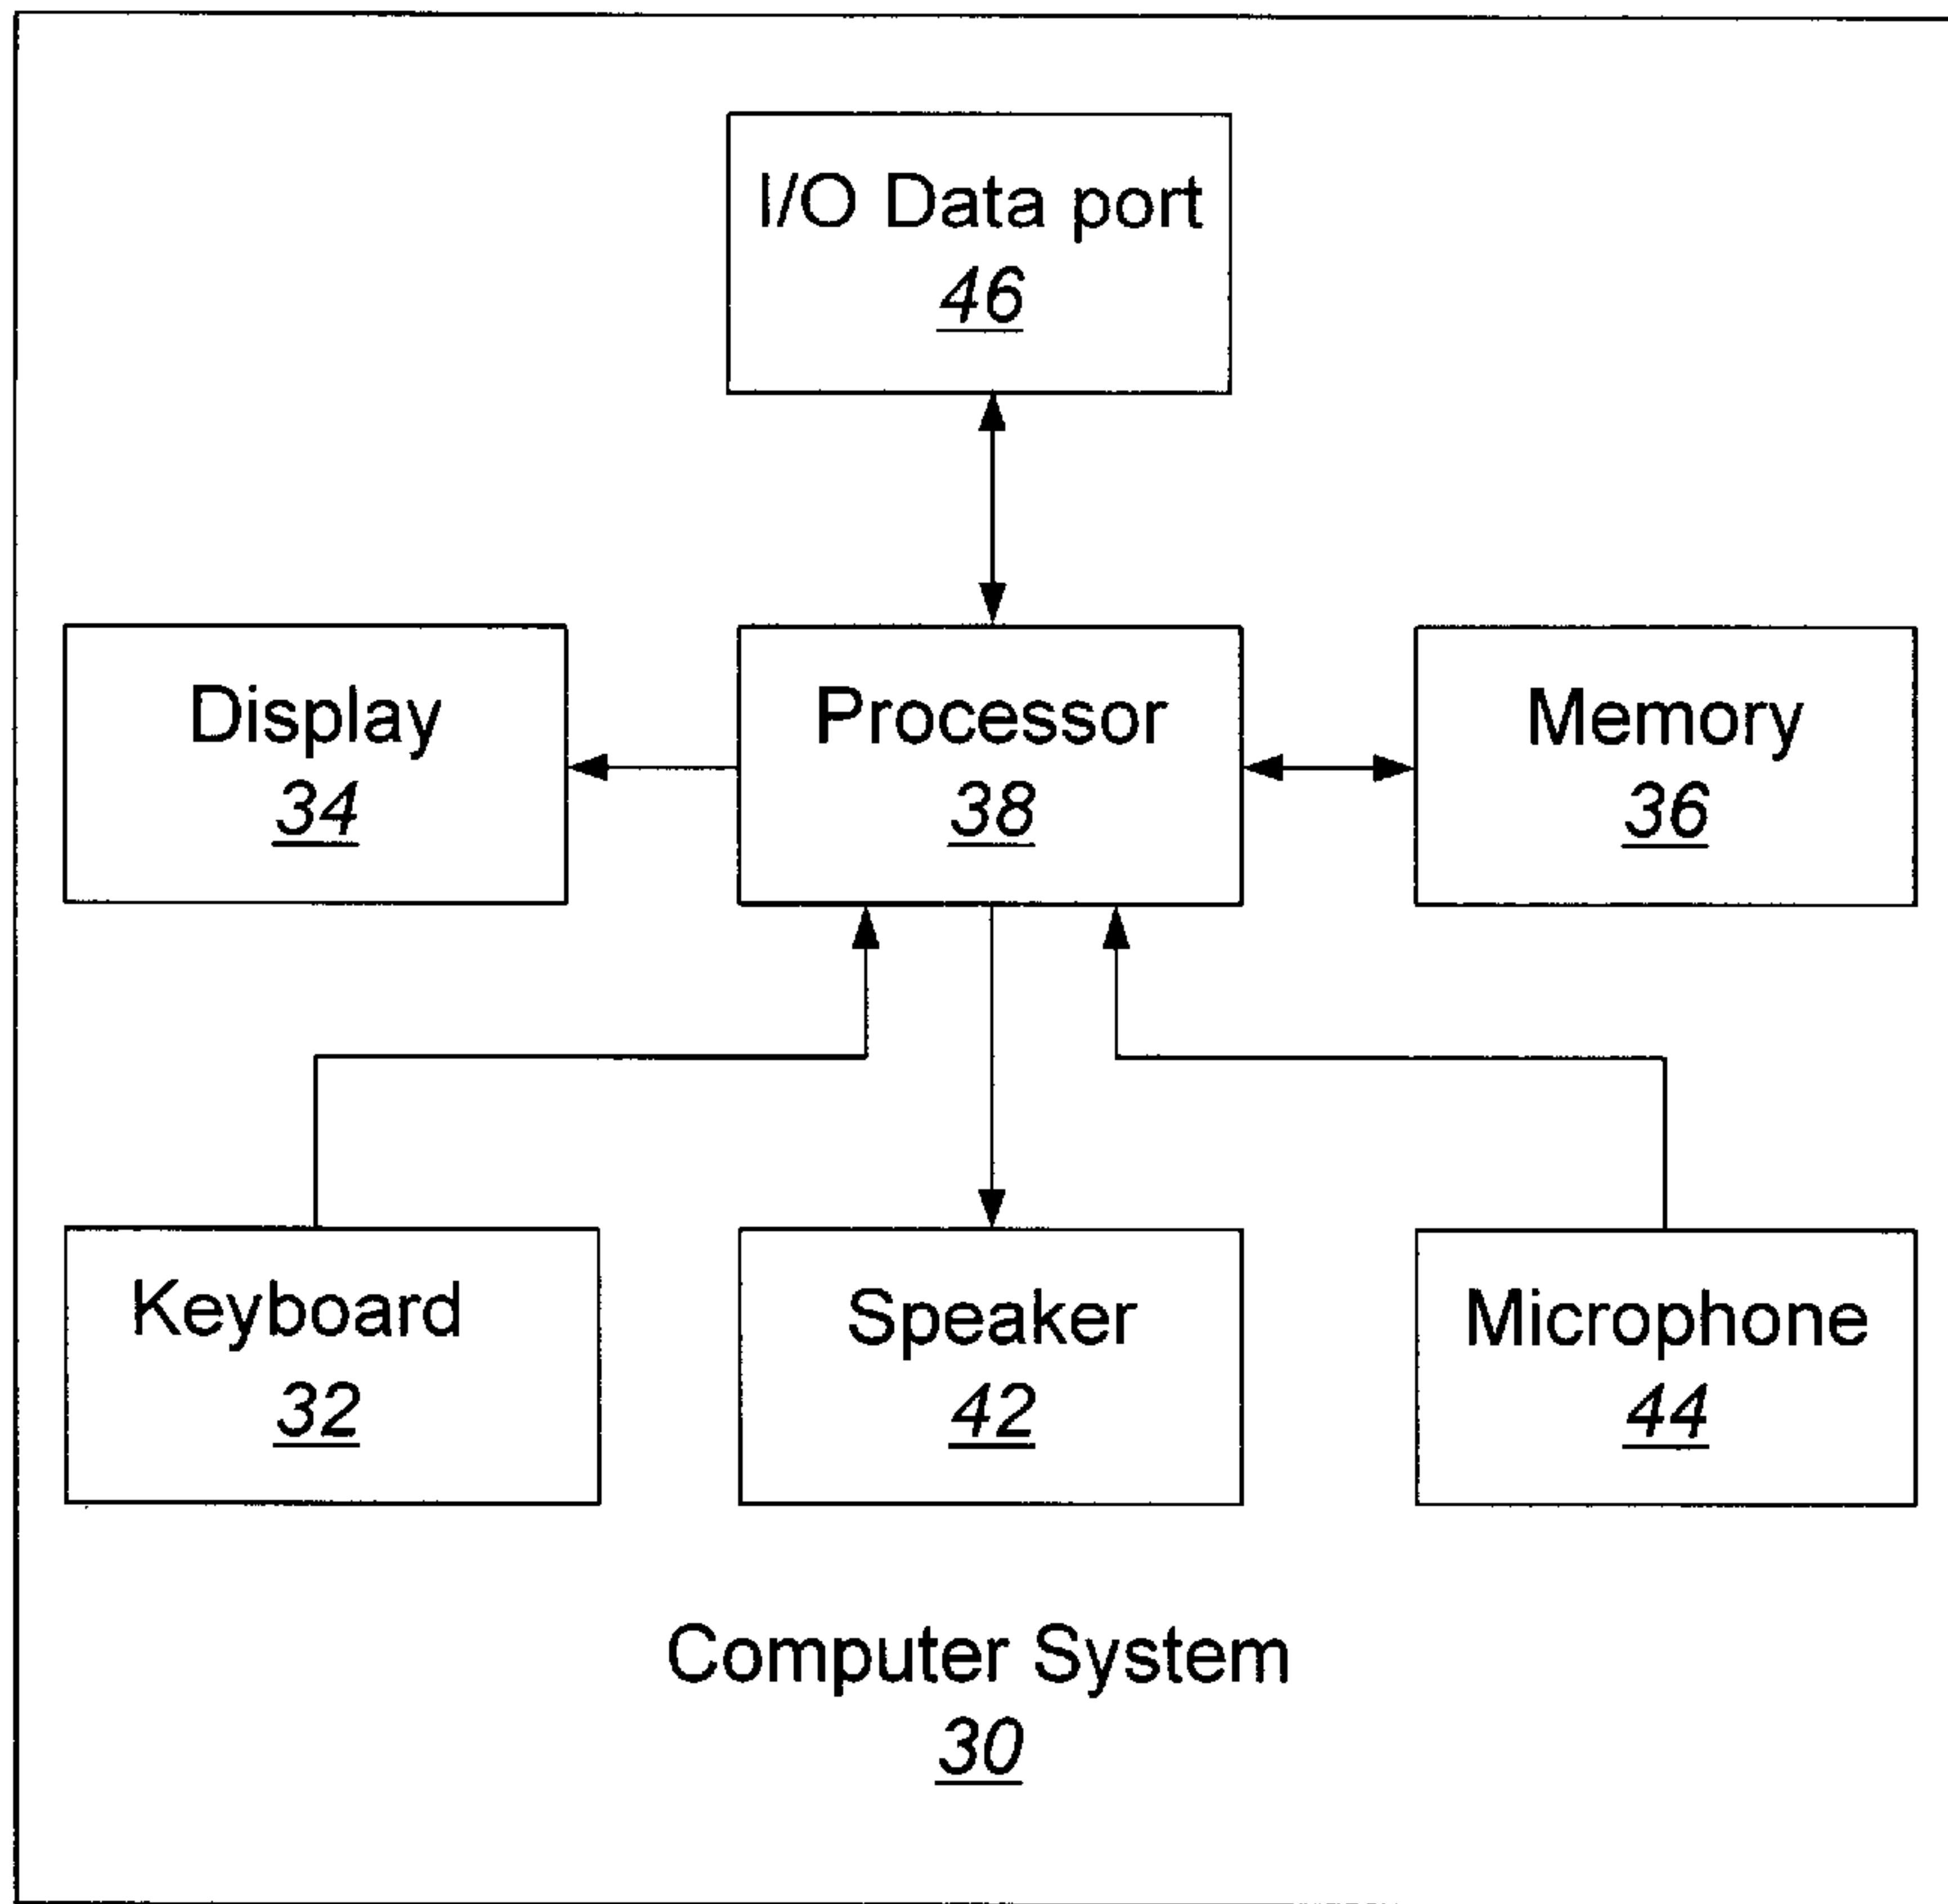 I/O Data port
46
Display
34
Processor
38
Memory
36
Keyboard
32
Speaker
42
Microphone
44
Computer System
30